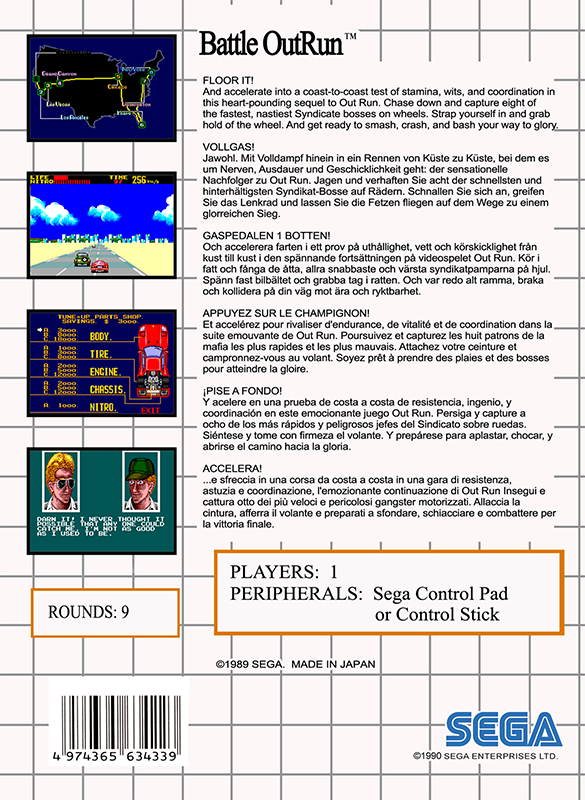 Battle OutRun™
FLOOR IT!
And accelerate into a coast-to-coast test of stamina, wits, and coordination in
this heart-pounding sequel to Out Run. Chase down and capture eight of
the fastest, nastiest Syndicate bosses on wheels. Strap yourself in and grab
hold of the wheel. And get ready to smash, crash, and bash your way to glory.
VOLLGAS!
Jawohl. Mit Volldampf hinein in ein Rennen von Küste zu Küste, bei dem es
um Nerven, Ausdauer und Geschicklichkeit geht: der sensationelle
Nachfolger zu Out Run. Jagen und verhaften Sie acht der schnellsten und
hinterhältigsten Syndikat-Bosse auf Rädern. Schnallen Sie sich an, greifen
Sie das Lenkrad und lassen Sie die Fetzen fliegen auf dem Wege zu einem
glorreichen Sieg.
GASPEDALEN 1 BOTTEN!
Och accelerera farten i ett prov på uthållighet, vett och körskicklighet från
kust till kust i den spännande fortsättningen på videospelet Out Run. Kör i
fatt och fånga de åtta, allra snabbaste och värsta syndikatpamparna på hjul.
Spänn fast bilbältet och grabba tag i ratten. Och var redo alt ramma, braka
och kollidera på din väg mot ära och ryktbarhet.
APPUYEZ SUR LE CHAMPIGNON!
Et accelérez pour rivaliser d'endurance, de vitalité et de coordination dans la
suite emouvante de Out Run. Poursuivez et capturez les huit patrons de la
mafia les plus rapides et les plus mauvais. Attachez votre ceinture et
campronnez-vous au volant. Soyez prêt à prendre des plaies et des bosses
pour atteindre la gloire.
¡PISE A FONDO!
Y acelere en una prueba de costa a costa de resistencia, ingenio, y
coordinación en este emocionante juego Out Run. Persiga y capture a
ocho de los más rápidos y peligrosos jefes del Sindicato sobre ruedas.
Siéntese y tome con firmeza el volante. Y prepárese para aplastar, chocar, y
abrirse el camino hacia la gloria.
ACCELERA!
...e sfreccia in una corsa da costa a costa in una gara di resistenza,
astuzia e coordinazione, l'emozionante continuazione di Out Run Insegui e
cattura otto dei più veloci e pericolosi gangster motorizzati. Allaccia la
cintura, afferra il volante e preparati a sfondare, schiacciare e combattere per
la vittoria finale.
GRAND CANYON
NEW YORK
CHICAGO
LAS VEGAS
LOS ANGELES
MIAMI
LIFE
NITRO
TIME
97
256 Km/h
TUNE-UP PARTS SHOP.
SAVINGS. $ 3000.
A 3000.
B 8000.
C 18000.
BODY.
A 1000.
B 5000.
C 10000.
TIRE.
A 2000.
B 5000.
C 12000.
ENGINE.
A 2000.
B 5000.
C 12000.
CHASSIS.
A 1000.
NITRO.
EXIT
DARN IT, I NEVER THOUGHT IT
POSSIBLE THAT ANY ONE COULD
CATCH ME. I'M NOT AS GOOD
AS I USED TO BE.
ROUNDS: 9
PLAYERS: 1
PERIPHERALS: Sega Control Pad
or Control Stick
©1989 SEGA. MADE IN JAPAN
4 974365 634339
SEGA
©1990 SEGA ENTERPRISES LTD.